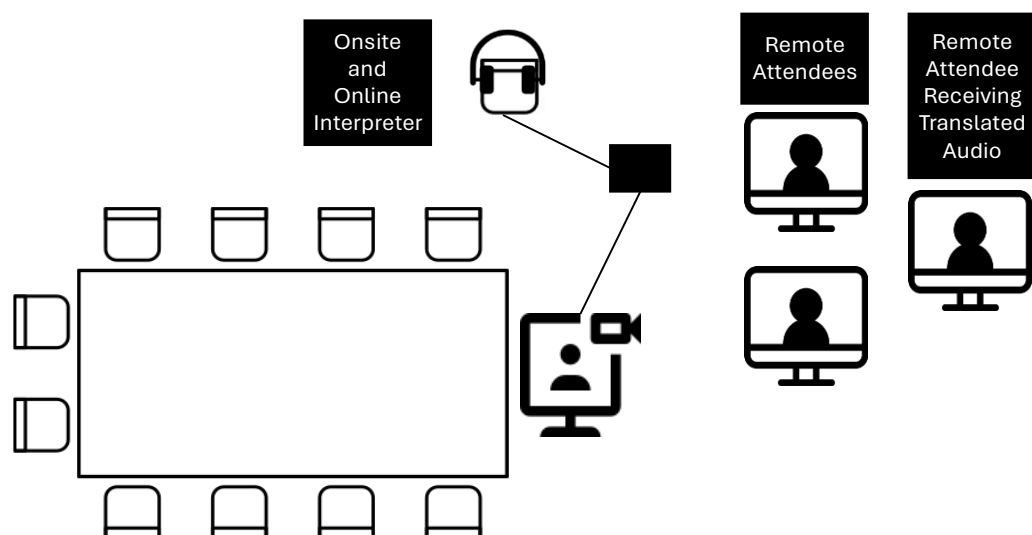 Onsite
and
Online
Interpreter
Remote
Attendees
Remote
Attendee
Receiving
Translated
Audio